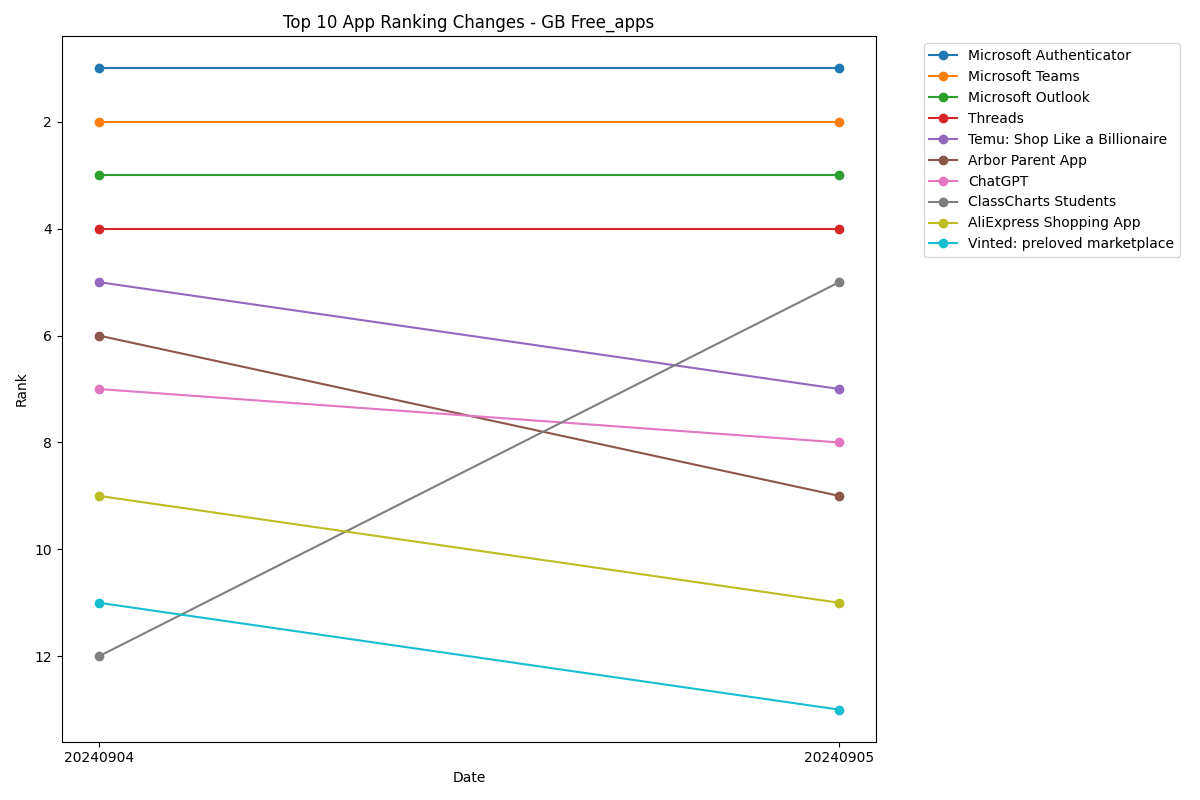 Top 10 App Ranking Changes - GB Free_apps
Rank
2
4
6
8
10
12
20240904
20240905
Date
Microsoft Authenticator
Microsoft Teams
Microsoft Outlook
Threads
Temu: Shop Like a Billionaire
Arbor Parent App
ChatGPT
ClassCharts Students
AliExpress Shopping App
Vinted: preloved marketplace